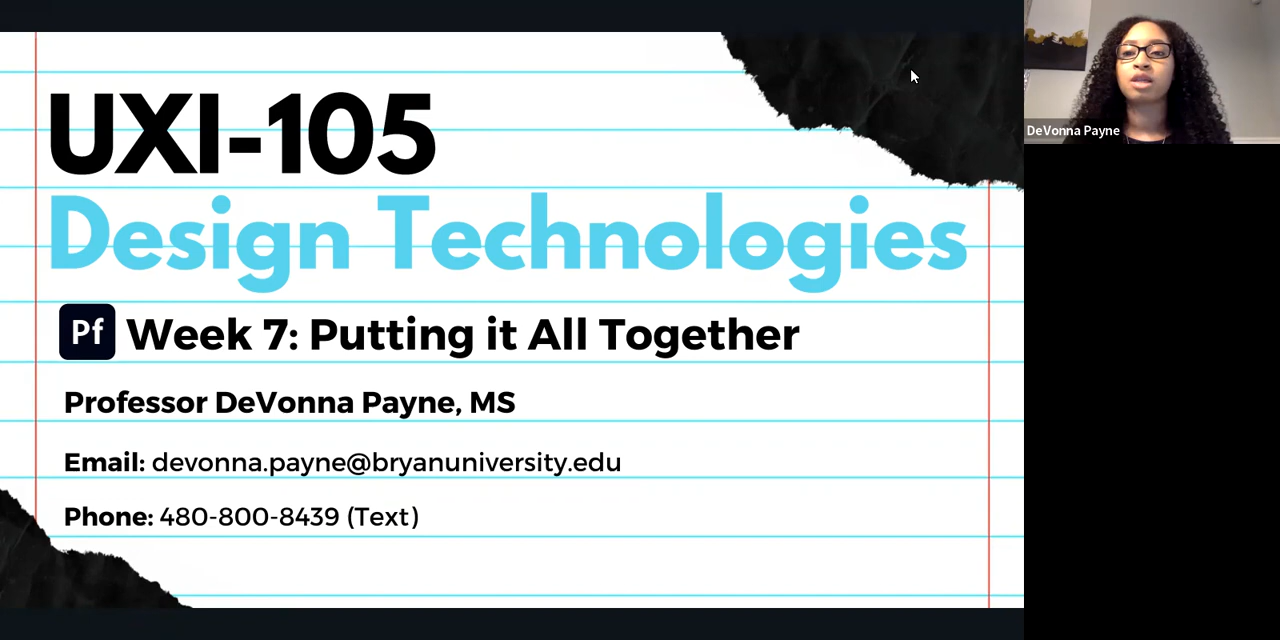 UXI-105
Design Technologies
Pf Week 7: Putting it All Together
Professor DeVonna Payne, MS
Email: devonna.payne@bryanuniversity.edu
Phone: 480-800-8439 (Text)
DeVonna Payne